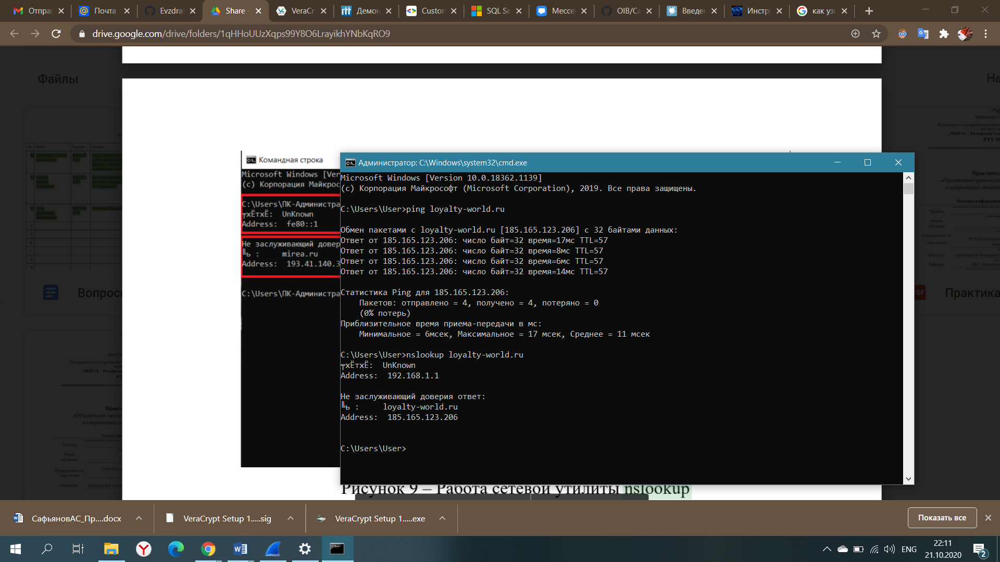 Отпра
Почта
Evzdra
Share -
VeraCr
Демон
Custom
SQL Se
Мессе
OIB/Ca
Введе
Инстру
как узн
drive.google.com/drive/folders/1qHHoUUzXqps99Y8O6LrayikhYNbKqRO9
Файлы
На
Командная строка
Microsoft Windows [Ver
(c) Корпорация Майкрос
C:\Users\ПК-Администра
╤хЁтхЁ: UnKnown
Address: fe80::1
Не заслуживающий довер
╚ь : mirea.ru
Address: 193.41.140.3
C:\Users\ПК-Администра
Администратор: C:\Windows\system32\cmd.exe
Microsoft Windows [Version 10.0.18362.1139]
(c) Корпорация Майкрософт (Microsoft Corporation), 2019. Все права защищены.
C:\Users\User>ping loyalty-world.ru
Обмен пакетами с loyalty-world.ru [185.165.123.206] с 32 байтами данных:
Ответ от 185.165.123.206: число байт=32 время=17мс TTL=57
Ответ от 185.165.123.206: число байт=32 время=8мс TTL=57
Ответ от 185.165.123.206: число байт=32 время=6мс TTL=57
Ответ от 185.165.123.206: число байт=32 время=14мс TTL=57
Статистика Ping для 185.165.123.206:
Пакетов: отправлено = 4, получено = 4, потеряно = 0
(0% потерь)
Приблизительное время приема-передачи в мс:
Минимальное = 6мсек, Максимальное = 17 мсек, Среднее = 11 мсек
C:\Users\User>nslookup loyalty-world.ru
╤хЁтхЁ: UnKnown
Address: 192.168.1.1
Не заслуживающий доверия ответ:
╚ь : loyalty-world.ru
Address: 185.165.123.206
C:\Users\User>
Вопрос
PDF
Практика
Рисунок 9 – Работа сетевой утилиты nslookup
СафьяновАС_Пр....docx
VeraCrypt Setup 1.....sig
VeraCrypt Setup 1.....exe
Показать все
ENG
22:11
21.10.2020
2